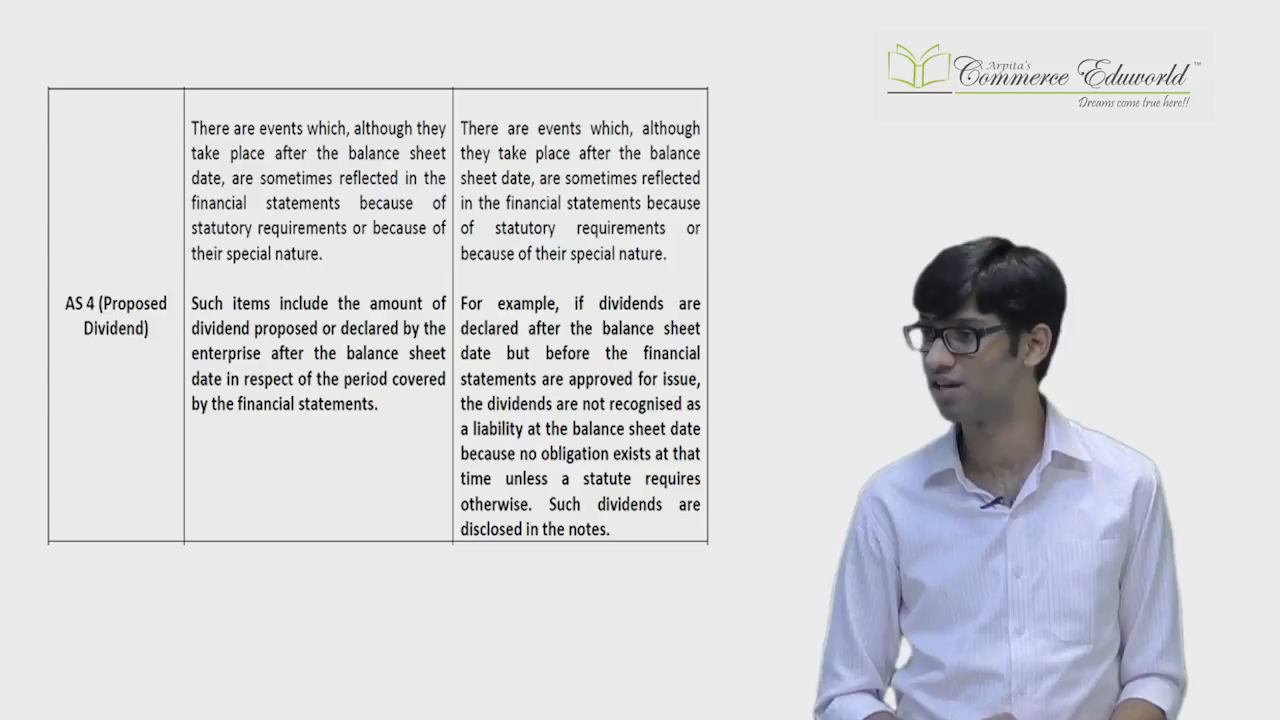 Arpita's
Commerce Eduworld™
Dreams come true here!!
AS 4 (Proposed
Dividend)
There are events which, although they
take place after the balance sheet
date, are sometimes reflected in the
financial statements because of
statutory requirements or because of
their special nature.
Such items include the amount of
dividend proposed or declared by the
enterprise after the balance sheet
date in respect of the period covered
by the financial statements.
There are events which, although
they take place after the balance
sheet date, are sometimes reflected
in the financial statements because
of statutory requirements or
because of their special nature.
For example, if dividends are
declared after the balance sheet
date but before the financial
statements are approved for issue,
the dividends are not recognised as
a liability at the balance sheet date
because no obligation exists at that
time unless a statute requires
otherwise. Such dividends are
disclosed in the notes.